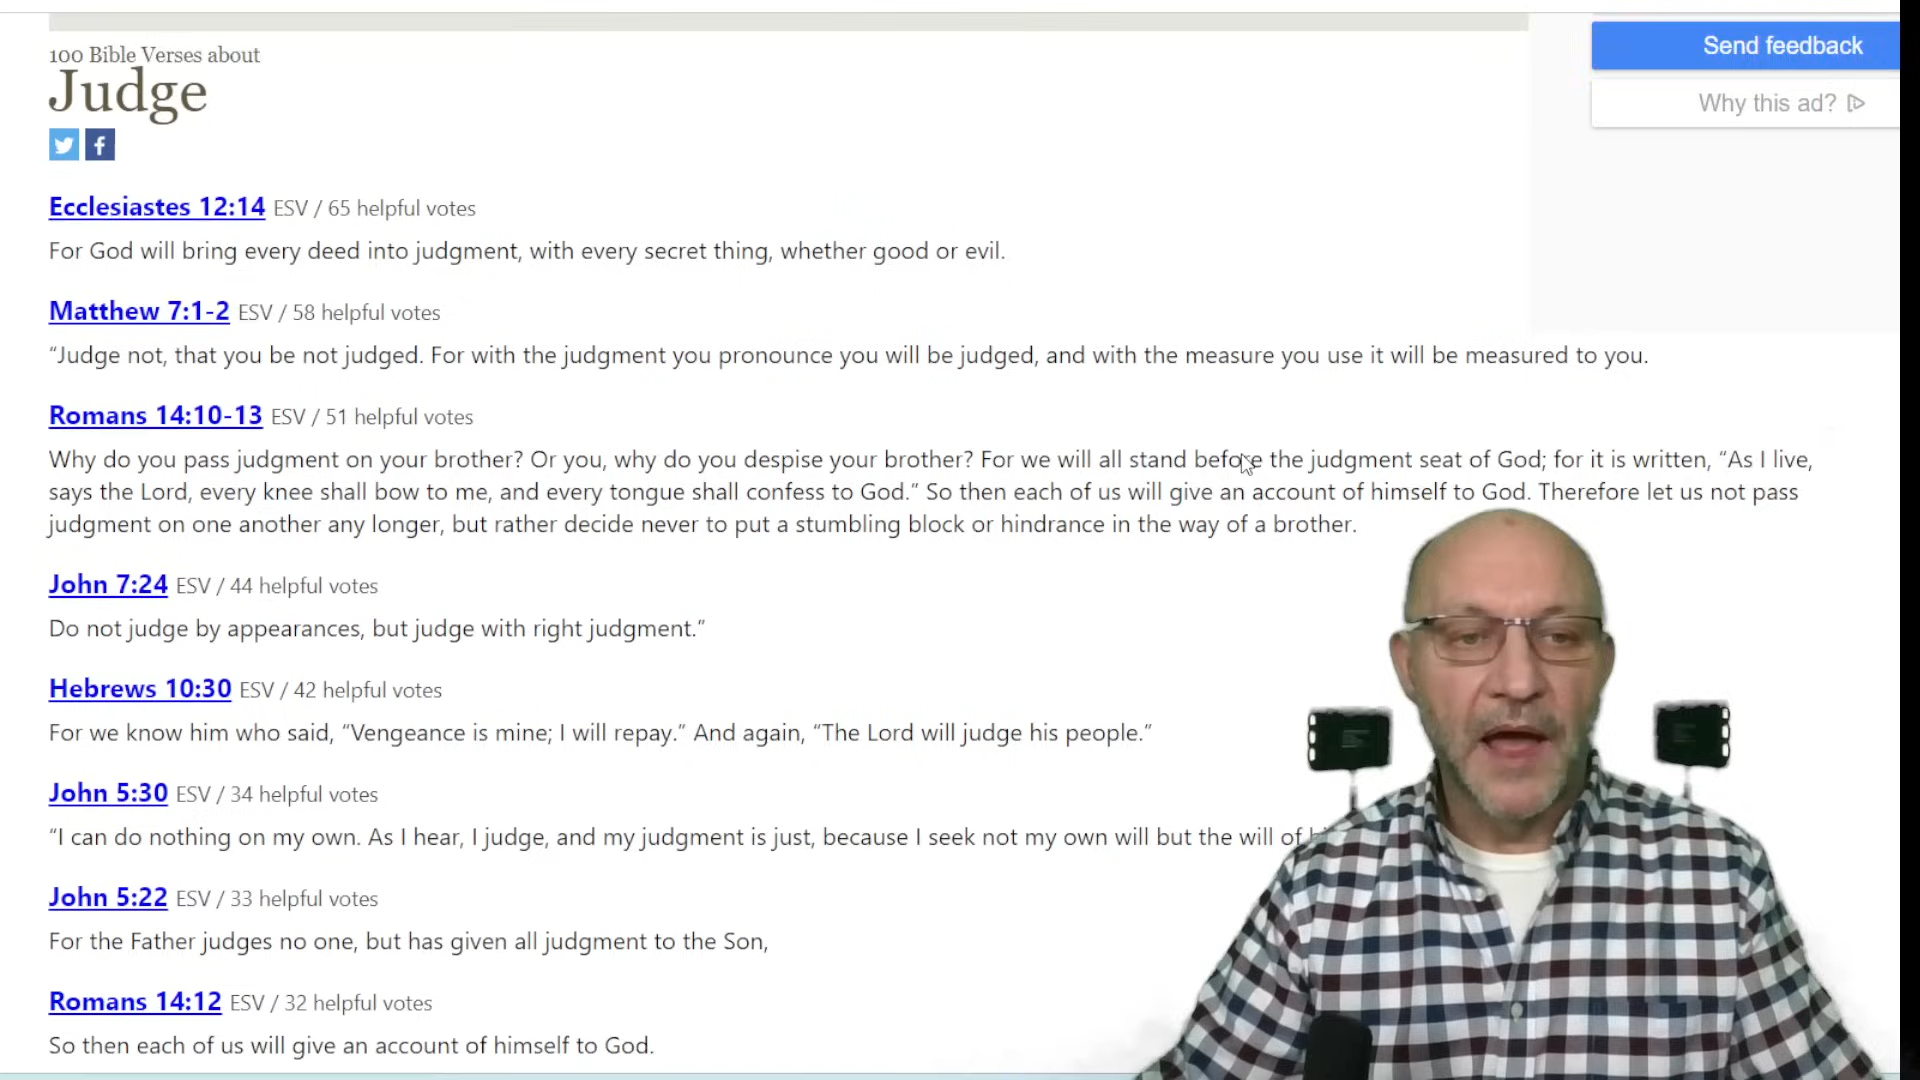 100 Bible Verses about
Judge
Send feedback
Why this ad?
Ecclesiastes 12:14 ESV / 65 helpful votes
For God will bring every deed into judgment, with every secret thing, whether good or evil.
Matthew 7:1-2 ESV / 58 helpful votes
“Judge not, that you be not judged. For with the judgment you pronounce you will be judged, and with the measure you use it will be measured to you.
Romans 14:10-13 ESV / 51 helpful votes
Why do you pass judgment on your brother? Or you, why do you despise your brother? For we will all stand before the judgment seat of God; for it is written, “As I live,
says the Lord, every knee shall bow to me, and every tongue shall confess to God.” So then each of us will give an account of himself to God. Therefore let us not pass
judgment on one another any longer, but rather decide never to put a stumbling block or hindrance in the way of a brother.
John 7:24 ESV / 44 helpful votes
Do not judge by appearances, but judge with right judgment.”
Hebrews 10:30 ESV / 42 helpful votes
For we know him who said, “Vengeance is mine; I will repay.” And again, “The Lord will judge his people.”
John 5:30 ESV / 34 helpful votes
“I can do nothing on my own. As I hear, I judge, and my judgment is just, because I seek not my own will but the will of
John 5:22 ESV / 33 helpful votes
For the Father judges no one, but has given all judgment to the Son,
Romans 14:12 ESV / 32 helpful votes
So then each of us will give an account of himself to God.